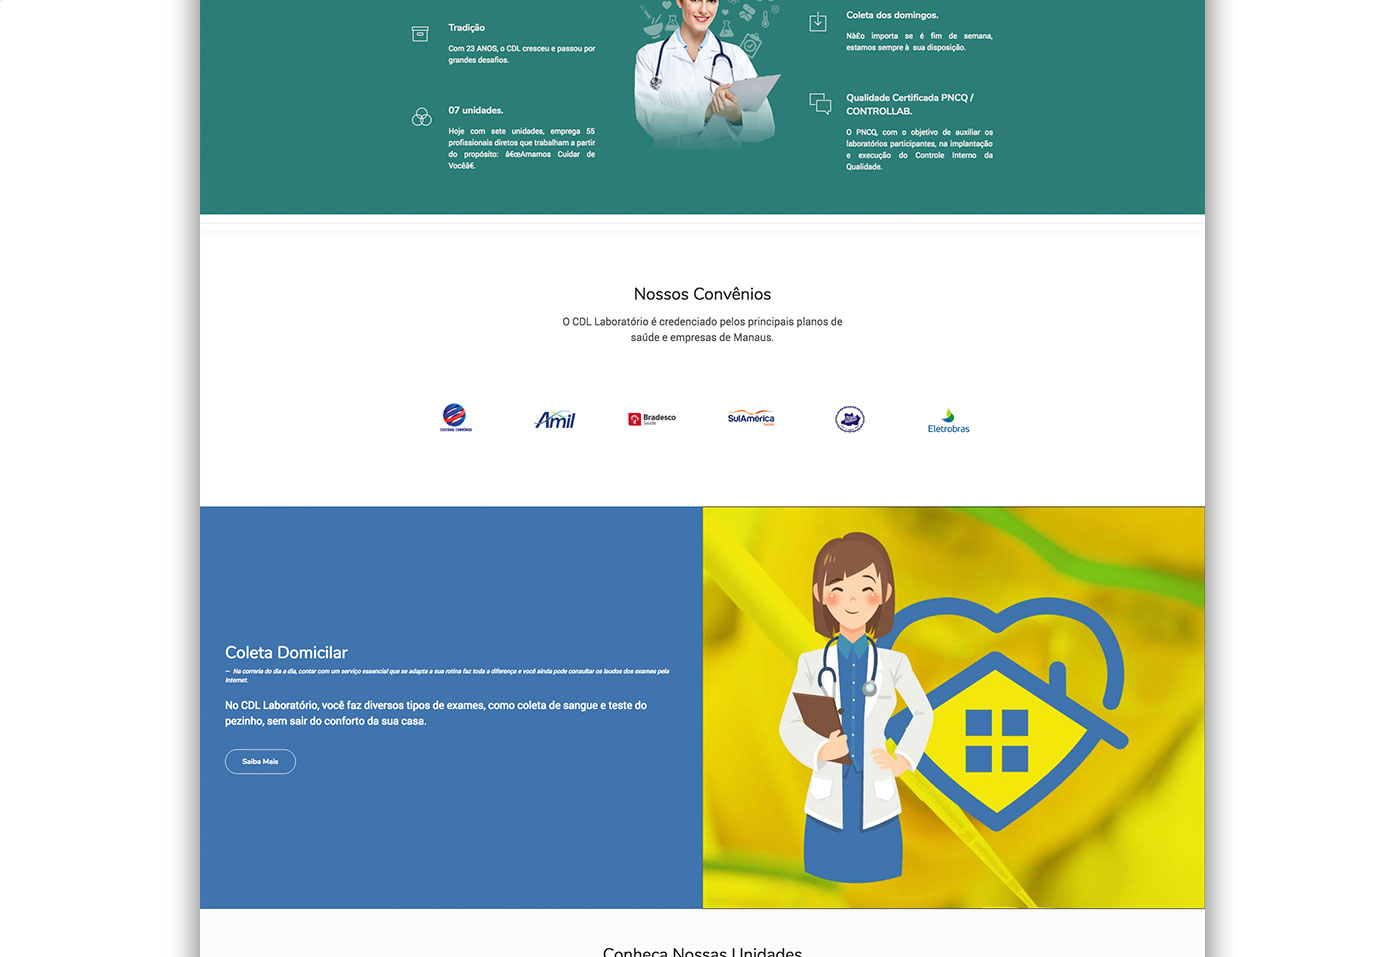 Tradição
Com 23 ANOS, o CDL cresceu e passou por
grandes desafios.
07 unidades.
Hoje com sete unidades, emprega 55
profissionais diretos que trabalham a partir
do propósito: â€œAmamos Cuidar de
Vocêâ€.
Coleta dos domingos.
NÃ£o importa se é fim de semana,
estamos sempre à sua disposição.
Qualidade Certificada PNCQ /
CONTROLLAB.
O PNCQ, com o objetivo de auxiliar os
laboratórios participantes, na implantação
e execução do Controle Interno da
Qualidade.
Nossos Convênios
O CDL Laboratório é credenciado pelos principais planos de
saúde e empresas de Manaus.
Amil
Bradesco
Saúde
SulAmérica
Saúde
Eletrobras
Coleta Domicilar
— Na correria do dia a dia, contar com um serviço essencial que se adapta a sua rotina faz toda a diferença e você ainda pode consultar os laudos dos exames pela
Internet.
No CDL Laboratório, você faz diversos tipos de exames, como coleta de sangue e teste do
pezinho, sem sair do conforto da sua casa.
Saiba Mais
Conheça Nossas Unidades